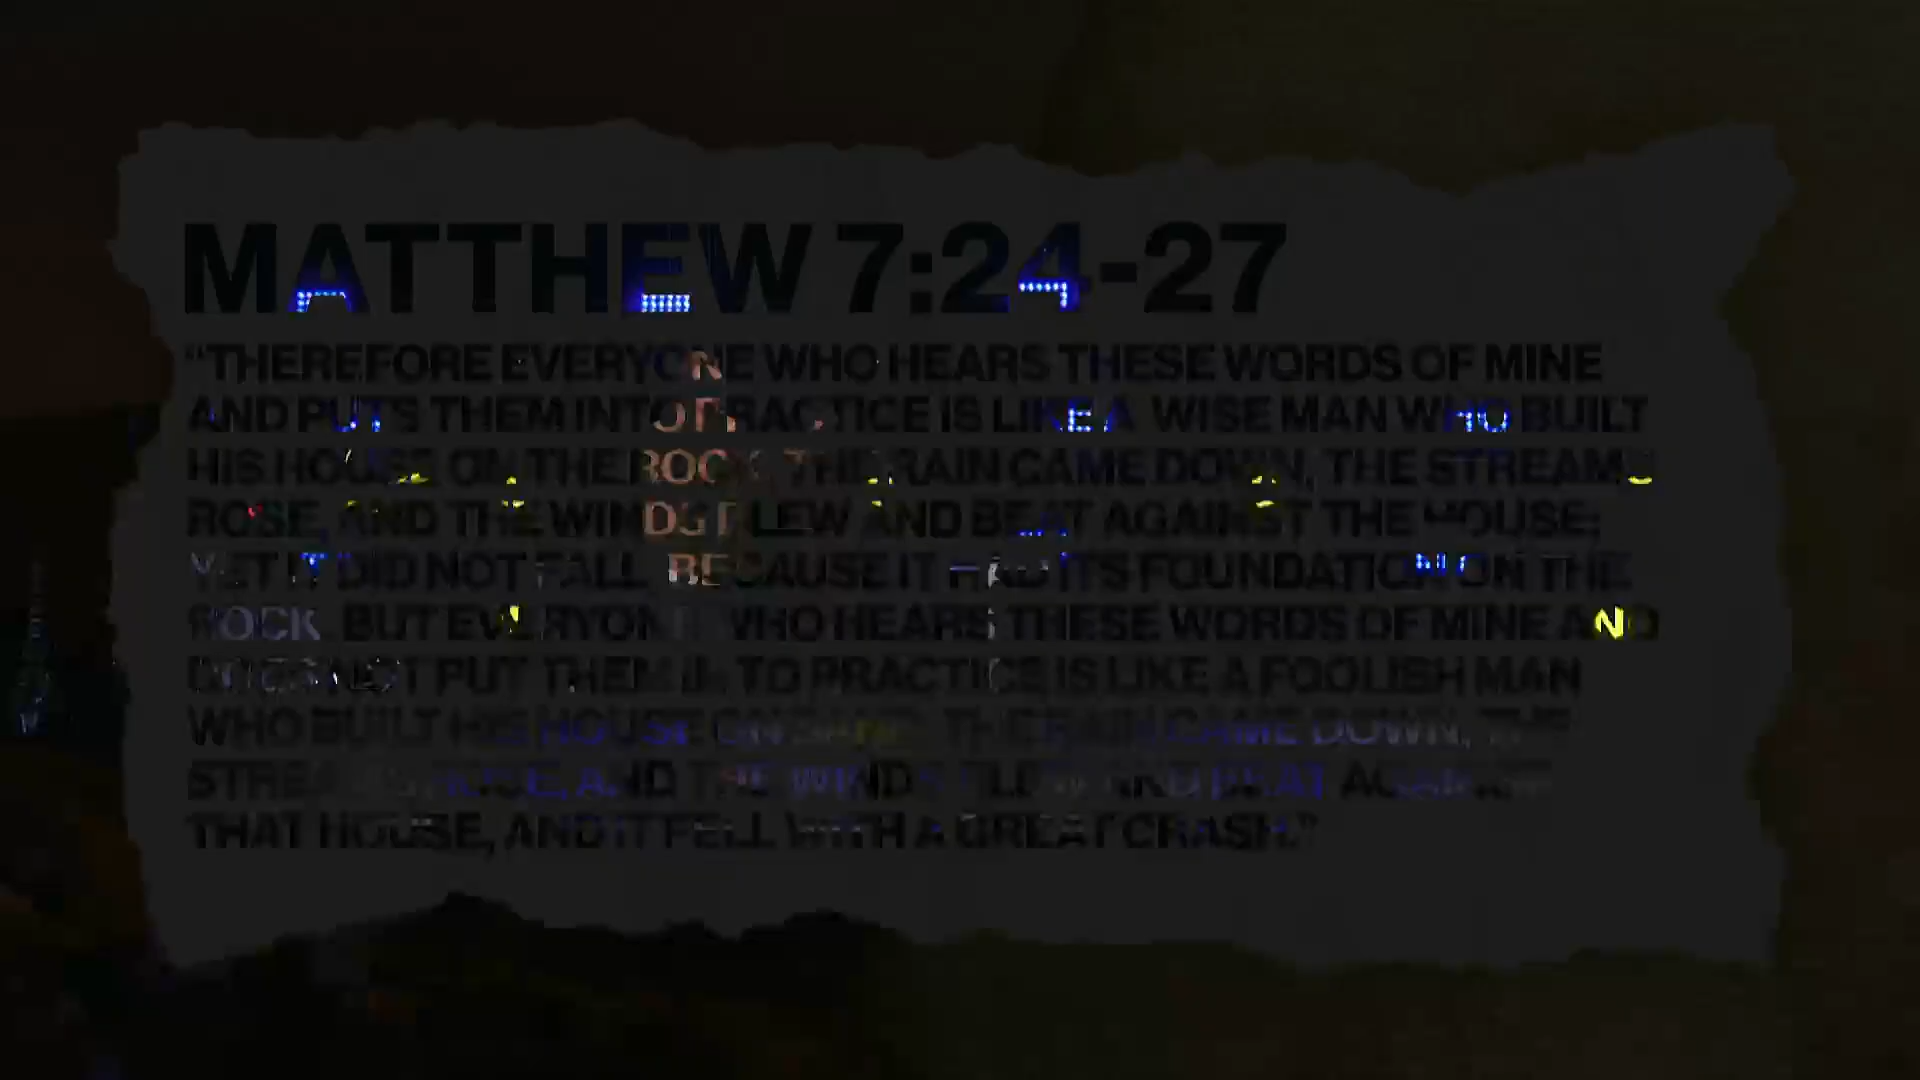 MATTHEW 7:24-27
“THEREFORE EVERYONE WHO HEARS THESE WORDS OF MINE
AND PUTS THEM INTO PRACTICE IS LIKE A WISE MAN WHO BUILT
HIS HOUSE ON THE ROCK. THE RAIN CAME DOWN, THE STREAMS
ROSE, AND THE WINDS BLEW AND BEAT AGAINST THE HOUSE;
YET IT DID NOT FALL, BECAUSE IT HAD ITS FOUNDATION ON THE
ROCK. BUT EVERYONE WHO HEARS THESE WORDS OF MINE AND
DOES NOT PUT THEM INTO PRACTICE IS LIKE A FOOLISH MAN
WHO BUILT HIS HOUSE ON SAND. THE RAIN CAME DOWN, THE
STREAMS ROSE, AND THE WINDS BLEW AND BEAT AGAINST
THAT HOUSE, AND IT FELL WITH A GREAT CRASH.”